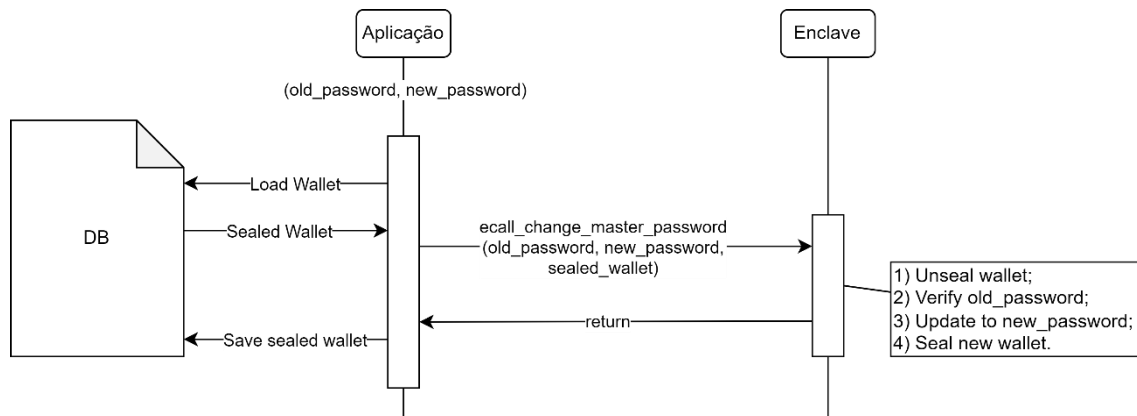 Aplicação
Enclave
(old_password, new_password)
Load Wallet
DB
Sealed Wallet
ecall_change_master_password
(old_password, new_password,
sealed_wallet)
1) Unseal wallet;
2) Verify old_password;
3) Update to new_password;
4) Seal new wallet.
return
Save sealed wallet